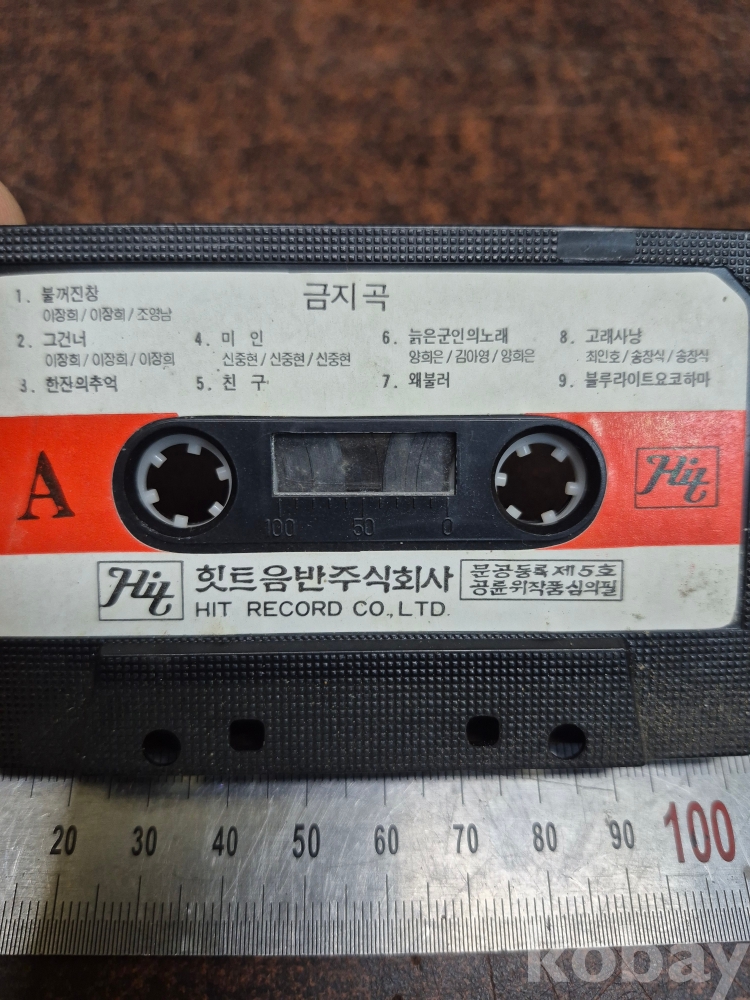 금지곡
1. 불꺼진창
이장희/이장희/조영남
2. 그건너
이장희/이장희/이장희
3. 한잔의추억
4. 미 인
신중현/신중현/신중현
5. 친 구
6. 늙은군인의노래
양희은/김아영/양희은
7. 왜불러
8. 고래사냥
최인호/송창식/송창식
9. 블루라이트요코하마
A
Hit
100 50 0
Hit
힛트음반주식회사
HIT RECORD CO.,LTD.
문공등록제5호
공륜위작품심의필
20 30 40 50 60 70 80 90 100
kobay